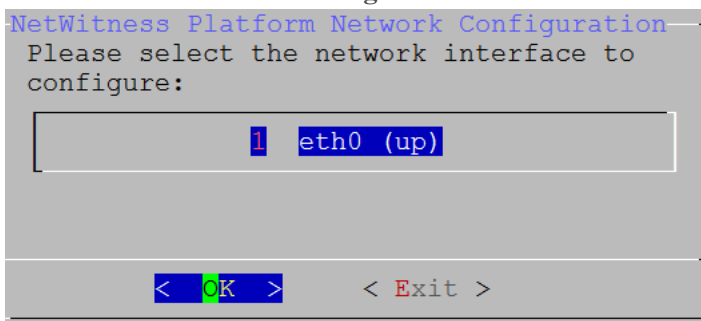 NetWitness Platform Network Configuration
Please select the network interface to
configure:
1 eth0 (up)
< OK > < Exit >